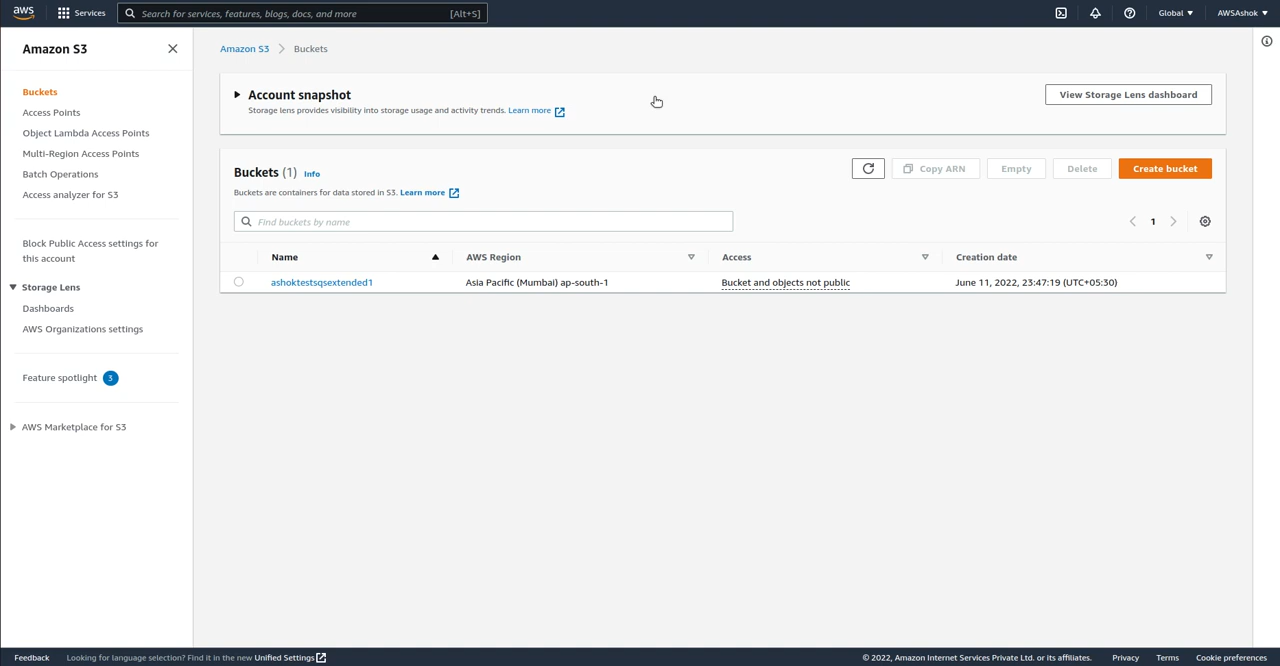 aws Services Search for services, features, blogs, docs, and more [Alt+S] Global AWSAshok
Amazon S3
Buckets
Access Points
Object Lambda Access Points
Multi-Region Access Points
Batch Operations
Access analyzer for S3
Block Public Access settings for
this account
Storage Lens
Dashboards
AWS Organizations settings
Feature spotlight 3
AWS Marketplace for S3
Amazon S3 Buckets
Account snapshot
Storage lens provides visibility into storage usage and activity trends. Learn more
View Storage Lens dashboard
Buckets (1) Info
Buckets are containers for data stored in S3. Learn more
Copy ARN Empty Delete Create bucket
Find buckets by name
1
Name AWS Region Access Creation date
ashoktestsqsextended1 Asia Pacific (Mumbai) ap-south-1 Bucket and objects not public June 11, 2022, 23:47:19 (UTC+05:30)
Feedback Looking for language selection? Find it in the new Unified Settings © 2022, Amazon Internet Services Private Ltd. or its affiliates. Privacy Terms Cookie preferences